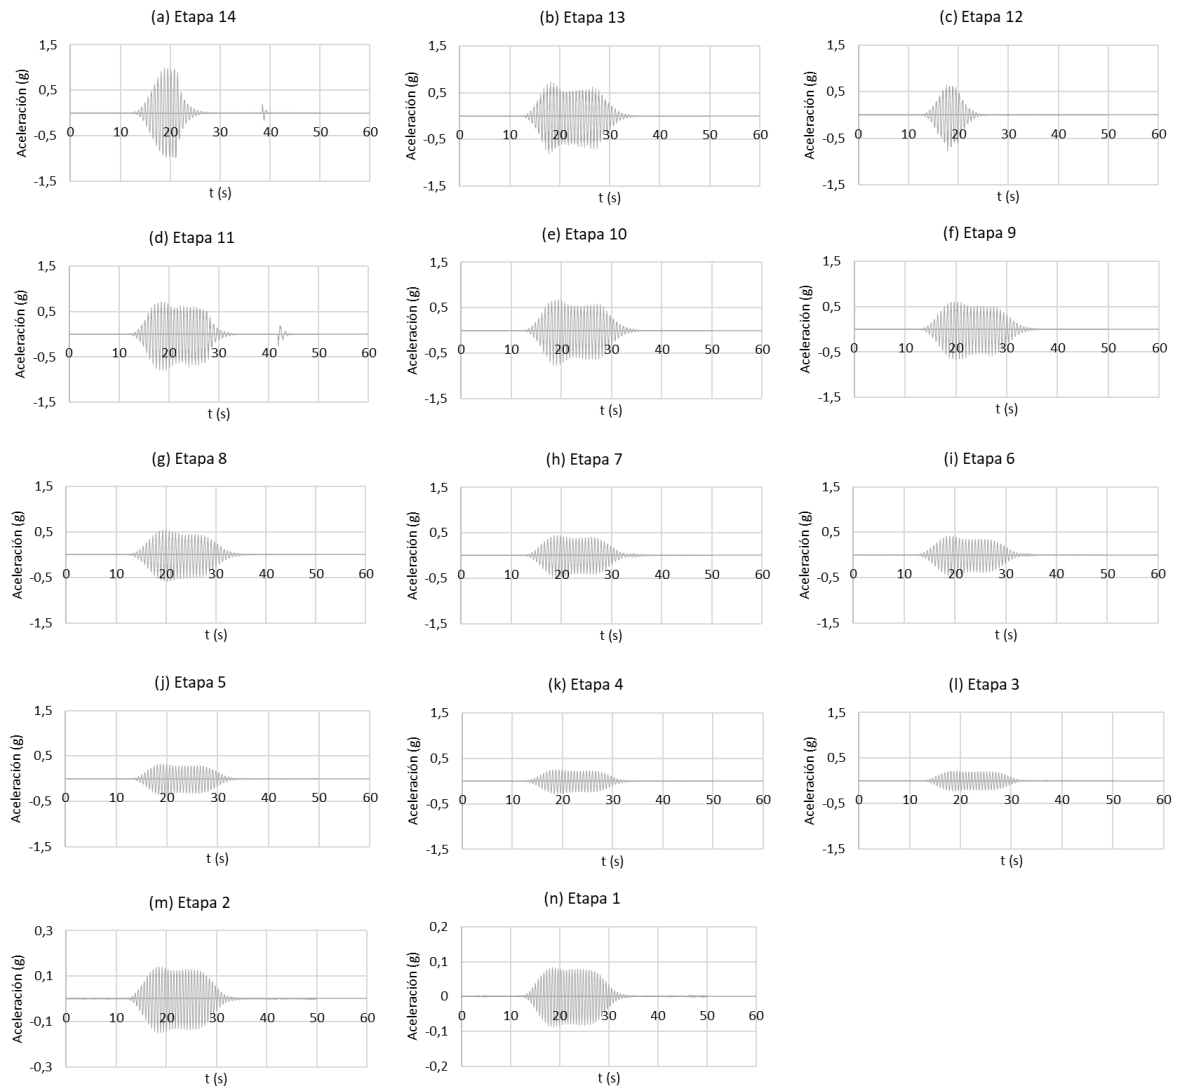 (a) Etapa 14
1,5
0,5
-0,5
-1,5
0 10 20 30 40 50 60
Aceleración (g)
t (s)
(b) Etapa 13
1,5
0,5
-0,5
-1,5
0 10 20 30 40 50 60
Aceleración (g)
t (s)
(c) Etapa 12
1,5
0,5
-0,5
-1,5
0 10 20 30 40 50 60
Aceleración (g)
t (s)
(d) Etapa 11
1,5
0,5
-0,5
-1,5
0 10 20 30 40 50 60
Aceleración (g)
t (s)
(e) Etapa 10
1,5
0,5
-0,5
-1,5
0 10 20 30 40 50 60
Aceleración (g)
t (s)
(f) Etapa 9
1,5
0,5
-0,5
-1,5
0 10 20 30 40 50 60
Aceleración (g)
t (s)
(g) Etapa 8
1,5
0,5
-0,5
-1,5
0 10 20 30 40 50 60
Aceleración (g)
t (s)
(h) Etapa 7
1,5
0,5
-0,5
-1,5
0 10 20 30 40 50 60
Aceleración (g)
t (s)
(i) Etapa 6
1,5
0,5
-0,5
-1,5
0 10 20 30 40 50 60
Aceleración (g)
t (s)
(j) Etapa 5
1,5
0,5
-0,5
-1,5
0 10 20 30 40 50 60
Aceleración (g)
t (s)
(k) Etapa 4
1,5
0,5
-0,5
-1,5
0 10 20 30 40 50 60
Aceleración (g)
t (s)
(l) Etapa 3
1,5
0,5
-0,5
-1,5
0 10 20 30 40 50 60
Aceleración (g)
t (s)
(m) Etapa 2
0,3
0,1
-0,1
-0,3
0 10 20 30 40 50 60
Aceleración (g)
t (s)
(n) Etapa 1
0,2
0,1
0
-0,1
-0,2
0 10 20 30 40 50 60
Aceleración (g)
t (s)